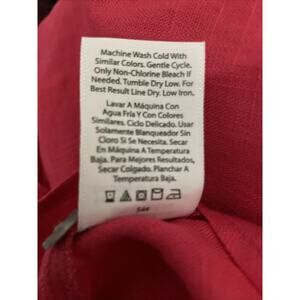 Machine Wash Cold With
Similar Colors. Gentle Cycle.
Only Non-Chlorine Bleach If
Needed. Tumble Dry Low. For
Best Result Line Dry. Low Iron.
Lavar A Máquina Con
Agua Fría Y Con Colores
Similares. Ciclo Delicado. Usar
Solamente Blanqueador Sin
Cloro Si Se Necesita. Secar
En Máquina A Temperatura
Baja. Para Mejores Resultados,
Secar Colgado. Planchar A
Temperatura Baja.